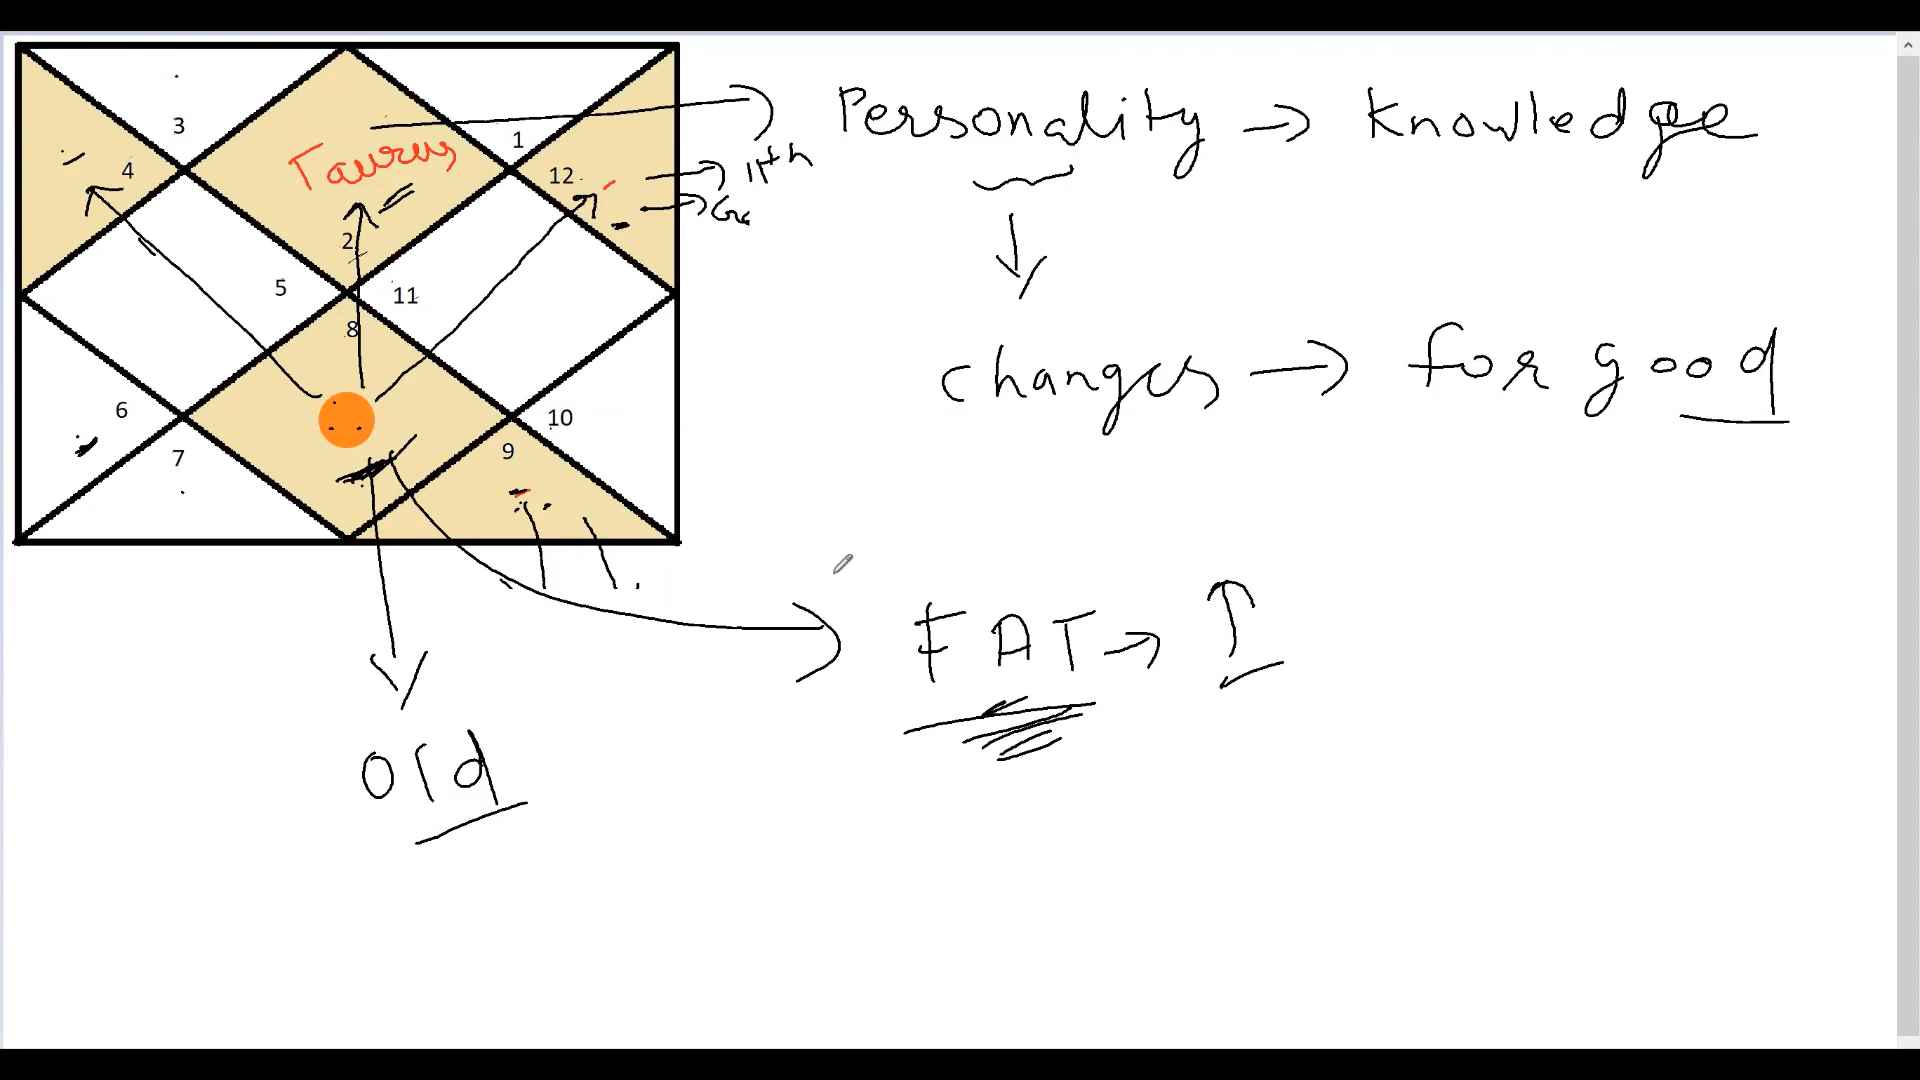 3
1
Personality → Knowledge
Taurus
4
12
→ 11th
2
5
11
8
changes → for good
6
10
7
9
FAT → ↑
old